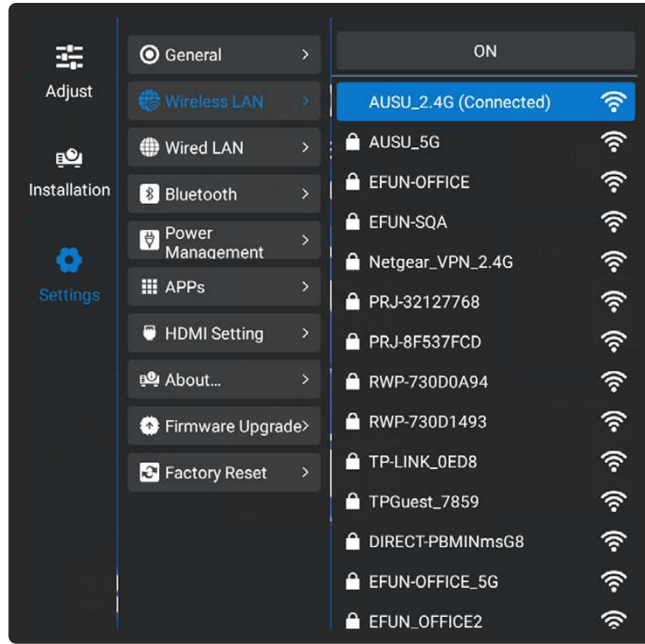 Adjust
Installation
Settings
General
Wireless LAN
Wired LAN
Bluetooth
Power
Management
APPs
HDMI Setting
About...
Firmware Upgrade
Factory Reset
ON
AUSU_2.4G (Connected)
AUSU_5G
EFUN-OFFICE
EFUN-SQA
Netgear_VPN_2.4G
PRJ-32127768
PRJ-8F537FCD
RWP-730D0A94
RWP-730D1493
TP-LINK_0ED8
TPGuest_7859
DIRECT-PBMINmsG8
EFUN-OFFICE_5G
EFUN_OFFICE2